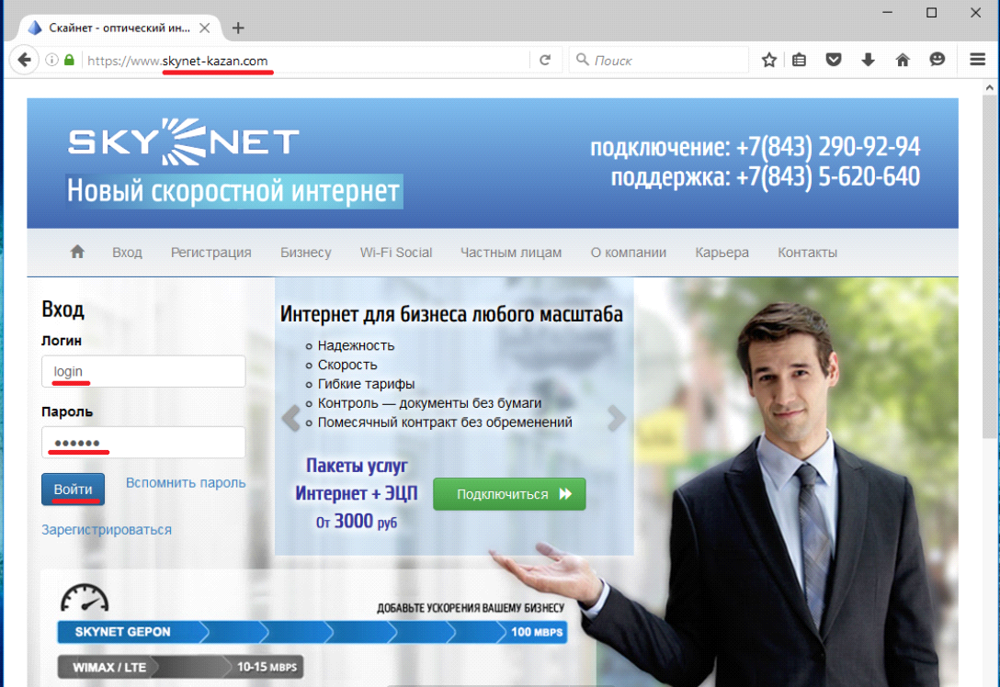 Скайнет - оптический ин...
https://www.skynet-kazan.com
Поиск
SKYNET
Новый скоростной интернет
подключение: +7(843) 290-92-94
поддержка: +7(843) 5-620-640
Вход
Регистрация
Бизнесу
Wi-Fi Social
Частным лицам
О компании
Карьера
Контакты
Вход
Логин
login
Пароль
••••••
Войти
Вспомнить пароль
Зарегистрироваться
Интернет для бизнеса любого масштаба
Надежность
Скорость
Гибкие тарифы
Контроль — документы без бумаги
Помесячный контракт без обременений
Пакеты услуг
Интернет + ЭЦП
От 3000 руб
Подключиться
ДОБАВЬТЕ УСКОРЕНИЯ ВАШЕМУ БИЗНЕСУ
SKYNET GEPON 100 MBPS
WIMAX / LTE 10-15 MBPS